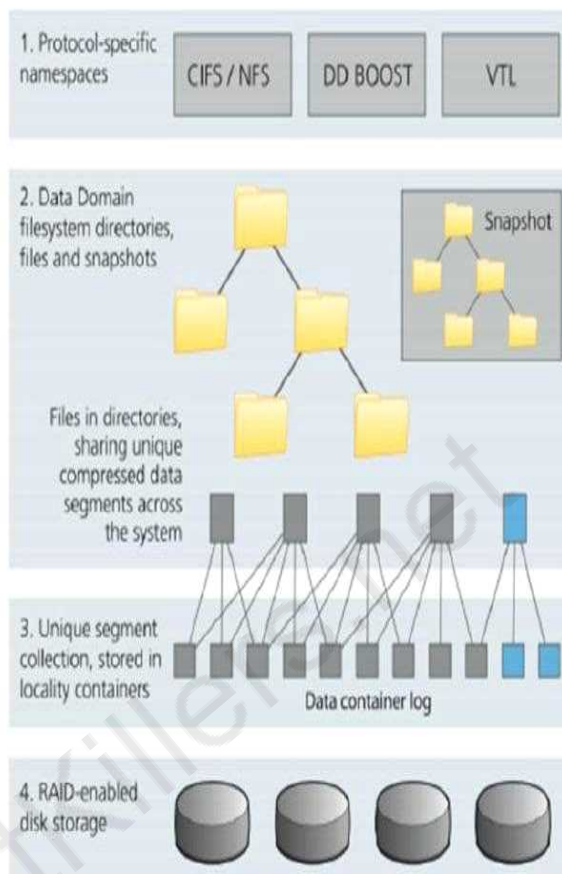 1. Protocol-specific
namespaces
CIFS / NFS
DD BOOST
VTL
2. Data Domain
filesystem directories,
files and snapshots
Snapshot
Files in directories,
sharing unique
compressed data
segments across
the system
3. Unique segment
collection, stored in
locality containers
Data container log
4. RAID-enabled
disk storage